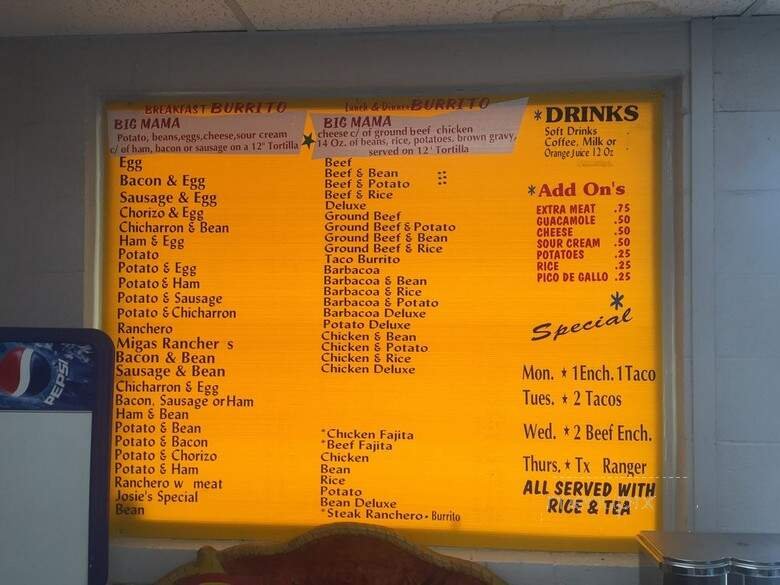 BREAKFAST BURRITO
BIG MAMA
Potato, beans,eggs,cheese,sour cream
c/ of ham, bacon or sausage on a 12" Tortilla
Egg
Bacon & Egg
Sausage & Egg
Chorizo & Egg
Chicharron & Bean
Ham & Egg
Potato
Potato & Egg
Potato & Ham
Potato & Sausage
Potato & Chicharron
Ranchero
Migas Rancher s
Bacon & Bean
Sausage & Bean
Chicharron & Egg
Bacon, Sausage or Ham
Ham & Bean
Potato & Bean
Potato & Bacon
Potato & Chorizo
Potato & Ham
Ranchero w meat
Josie's Special
Bean
Lunch & Dinner BURRITO
BIG MAMA
cheese c/ of ground beef chicken
14 Oz. of beans, rice, potatoes, brown gravy,
served on 12' Tortilla
Beef
Beef & Bean
Beef & Potato
Beef & Rice
Deluxe
Ground Beef
Ground Beef & Potato
Ground Beef & Bean
Ground Beef & Rice
Taco Burrito
Barbacoa
Barbacoa & Bean
Barbacoa & Rice
Barbacoa & Potato
Barbacoa Deluxe
Potato Deluxe
Chicken & Bean
Chicken & Potato
Chicken & Rice
Chicken Deluxe
*Chicken Fajita
*Beef Fajita
Chicken
Bean
Rice
Potato
Bean Deluxe
*Steak Ranchero - Burrito
*DRINKS
Soft Drinks
Coffee, Milk or
Orange Juice 12 Oz
*Add On's
EXTRA MEAT .75
GUACAMOLE .50
CHEESE .50
SOUR CREAM .50
POTATOES .25
RICE .25
PICO DE GALLO .25
*
Special
Mon. * 1 Ench. 1 Taco
Tues. * 2 Tacos
Wed. * 2 Beef Ench.
Thurs. * Tx Ranger
ALL SERVED WITH
RICE & TEA
PEPSI